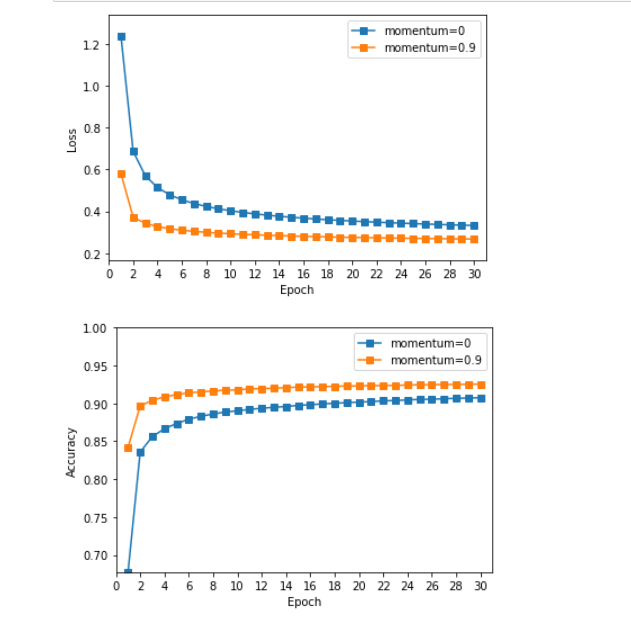 momentum=0
momentum=0.9
1.2
1.0
0.8
0.6
0.4
0.2
Loss
0 2 4 6 8 10 12 14 16 18 20 22 24 26 28 30
Epoch
momentum=0
momentum=0.9
1.00
0.95
0.90
0.85
0.80
0.75
0.70
Accuracy
0 2 4 6 8 10 12 14 16 18 20 22 24 26 28 30
Epoch